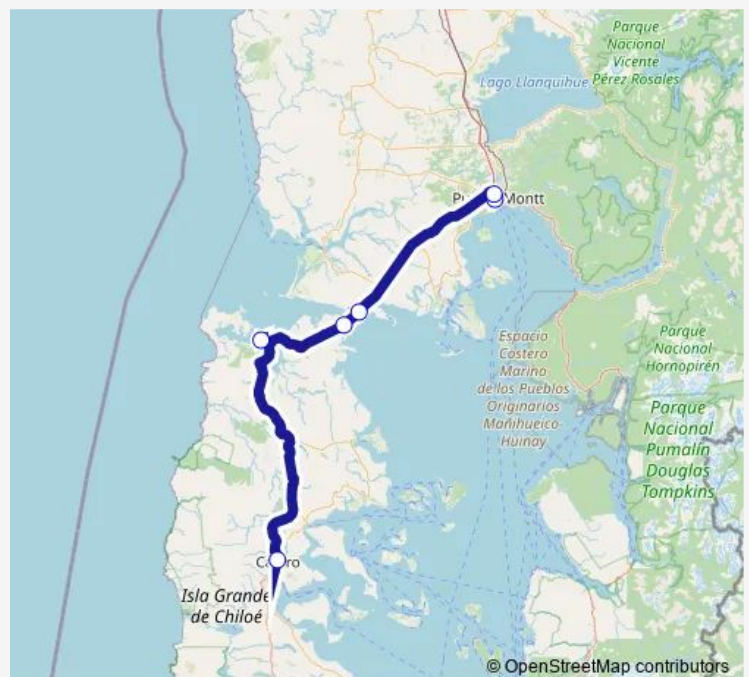 Parque
Nacional
Vicente
Pérez Rosales
Lago Llanquihue
Montt
Espacio
Costero
Marino
de los Pueblos
Originarios
Mañihueico-
Huinay
Parque
Nacional
Hornopirén
Parque
Nacional
Pumalín
Douglas
Tompkins
Isla Grande
de Chiloé
© OpenStreetMap contributors